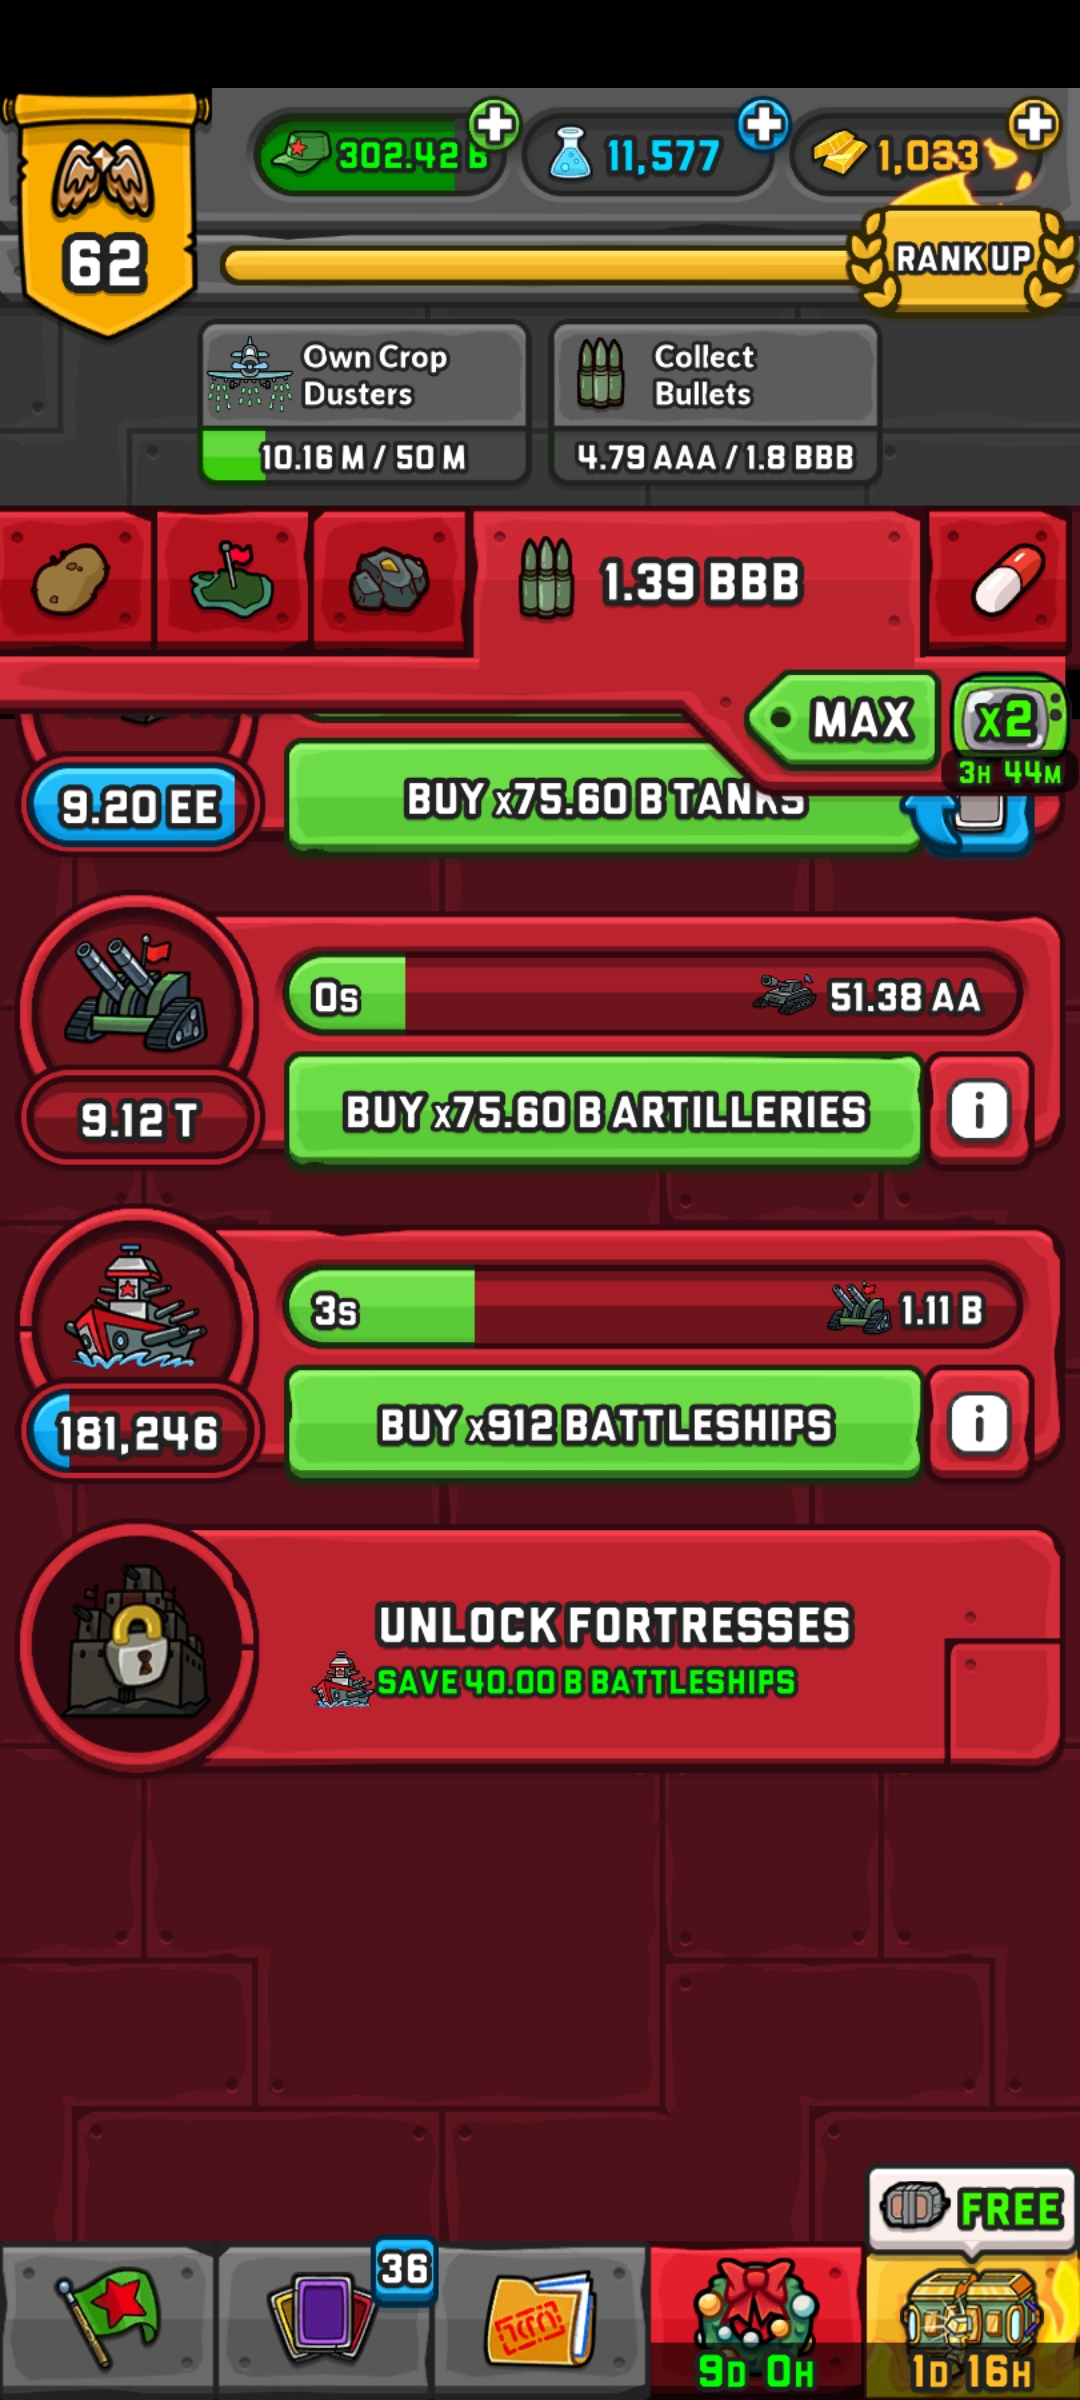 302.42 B
11,577
1,033
62
RANK UP
Own Crop
Dusters
10.16 M / 50 M
Collect
Bullets
4.79 AAA / 1.8 BBB
1.39 BBB
MAX
x2
3H 44M
9.20 EE
BUY x75.60 B TANKS
0s
51.38 AA
9.12 T
BUY x75.60 B ARTILLERIES
i
3s
1.11 B
181,246
BUY x912 BATTLESHIPS
i
UNLOCK FORTRESSES
SAVE 40.00 B BATTLESHIPS
FREE
36
9D 0H
1D 16H